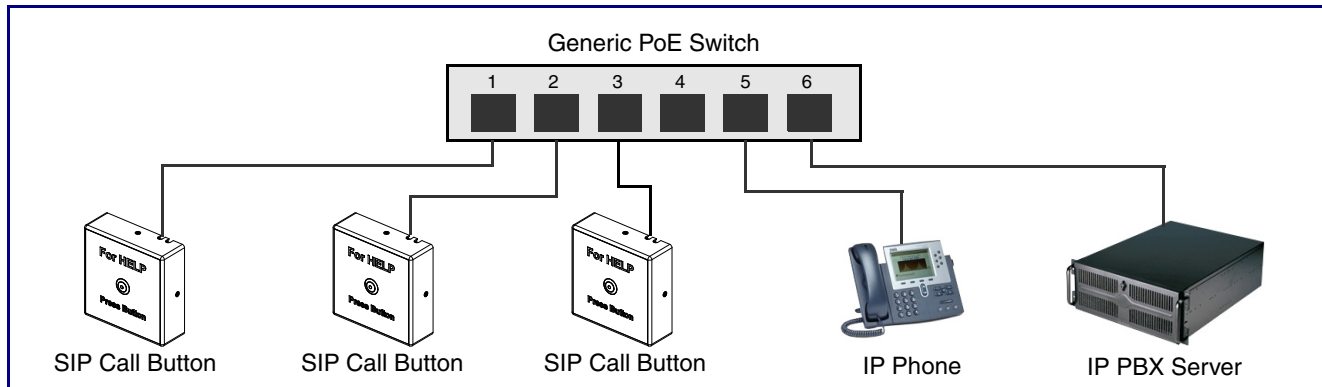 Generic PoE Switch
1 2 3 4 5 6
For HELP
Press Button
For HELP
Press Button
For HELP
Press Button
SIP Call Button
SIP Call Button
SIP Call Button
IP Phone
IP PBX Server